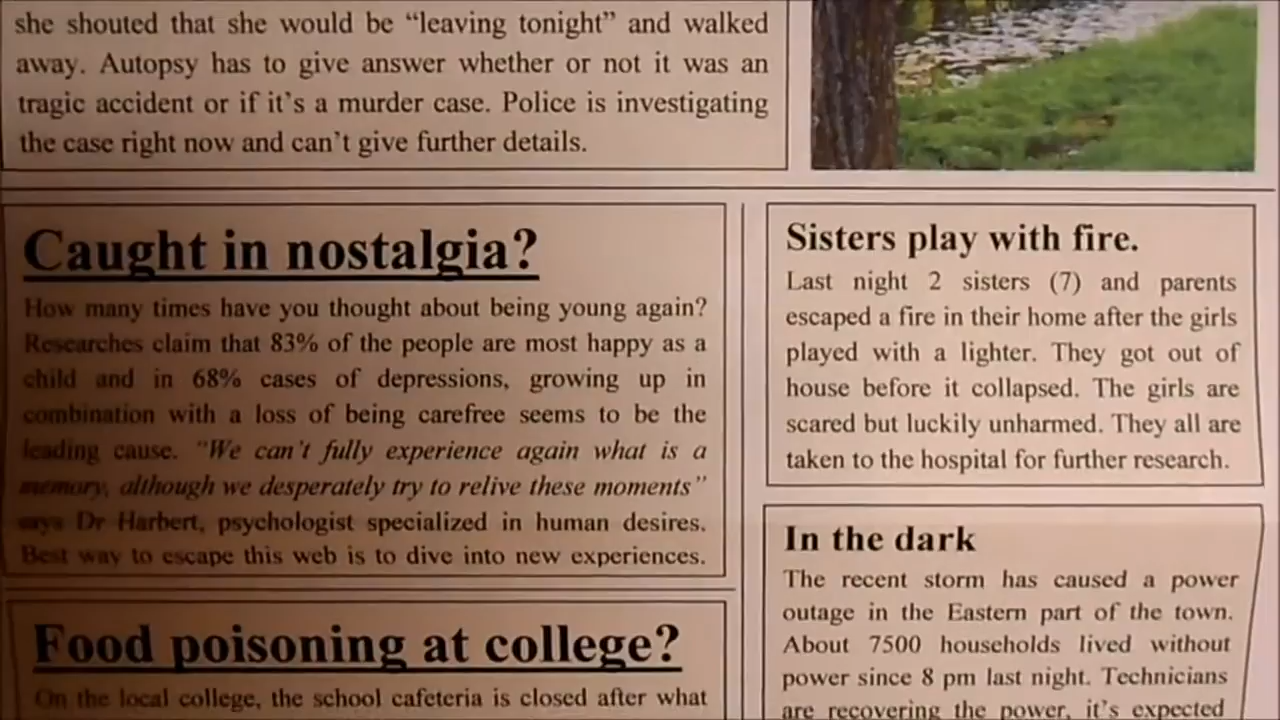 she shouted that she would be “leaving tonight” and walked
away. Autopsy has to give answer whether or not it was an
tragic accident or if it’s a murder case. Police is investigating
the case right now and can’t give further details.
Caught in nostalgia?
How many times have you thought about being young again?
Researches claim that 83% of the people are most happy as a
child and in 68% cases of depressions, growing up in
combination with a loss of being carefree seems to be the
leading cause. “We can’t fully experience again what is a
memory, although we desperately try to relive these moments”
says Dr Harbert, psychologist specialized in human desires.
Best way to escape this web is to dive into new experiences.
Food poisoning at college?
On the local college, the school cafeteria is closed after what
Sisters play with fire.
Last night 2 sisters (7) and parents
escaped a fire in their home after the girls
played with a lighter. They got out of
house before it collapsed. The girls are
scared but luckily unharmed. They all are
taken to the hospital for further research.
In the dark
The recent storm has caused a power
outage in the Eastern part of the town.
About 7500 households lived without
power since 8 pm last night. Technicians
are recovering the power, it’s expected